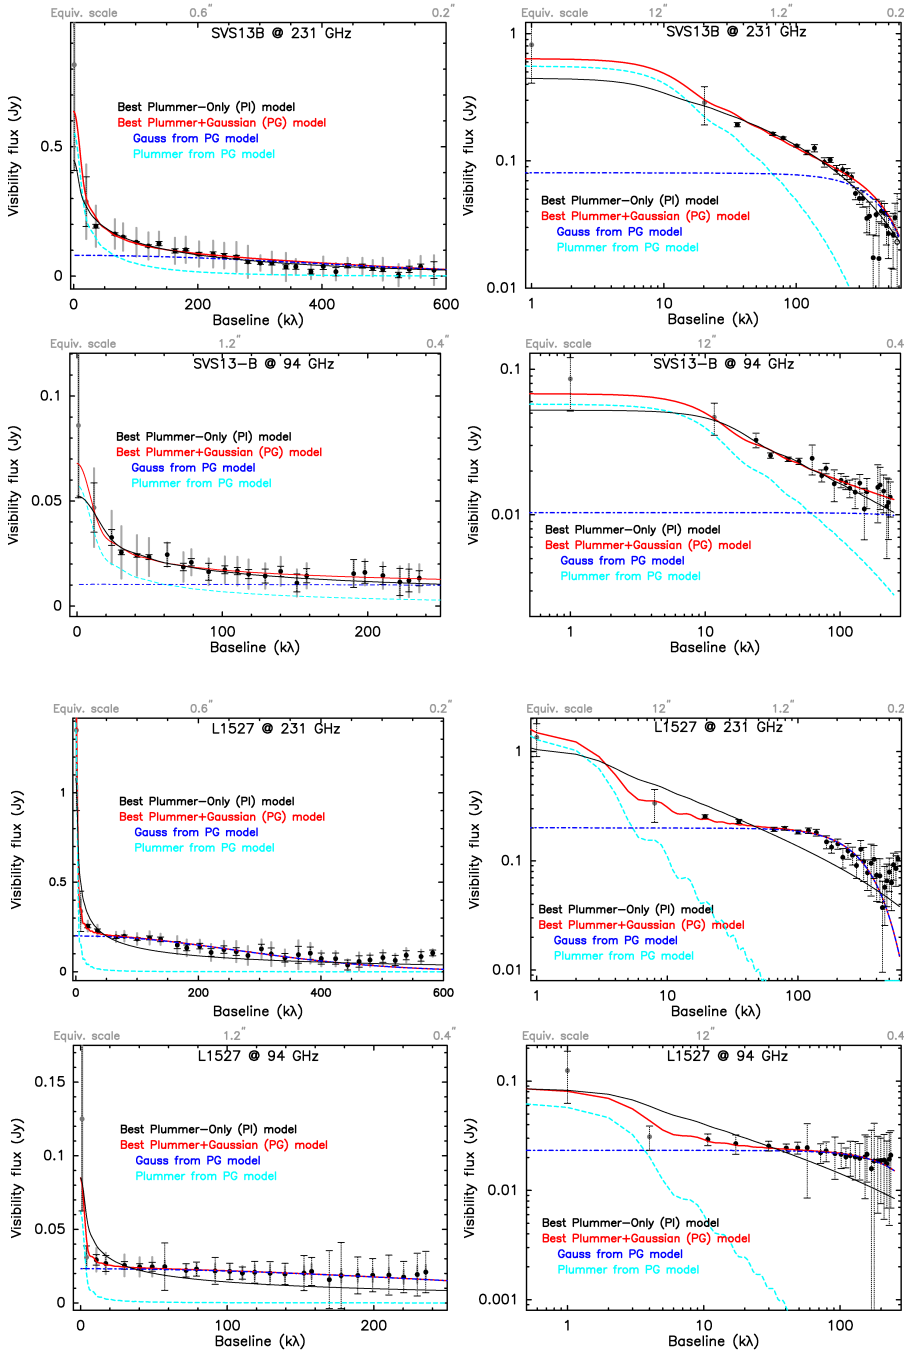 Equiv. scale 0.6″ 0.2″
SVS13B @ 231 GHz
Visibility flux (Jy)
0.5
0
Best Plummer-Only (Pl) model
Best Plummer+Gaussian (PG) model
Gauss from PG model
Plummer from PG model
0 200 400 600
Baseline (kλ)
Equiv. scale 12″ 1.2″ 0.2
SVS13B @ 231 GHz
Visibility flux (Jy)
1
0.1
0.01
Best Plummer-Only (Pl) model
Best Plummer+Gaussian (PG) model
Gauss from PG model
Plummer from PG model
1 10 100
Baseline (kλ)
Equiv. scale 1.2″ 0.4″
SVS13-B @ 94 GHz
Visibility flux (Jy)
0.1
0.05
0
Best Plummer-Only (Pl) model
Best Plummer+Gaussian (PG) model
Gauss from PG model
Plummer from PG model
0 100 200
Baseline (kλ)
Equiv. scale 12″ 0.4
SVS13-B @ 94 GHz
Visibility flux (Jy)
0.1
0.01
Best Plummer-Only (Pl) model
Best Plummer+Gaussian (PG) model
Gauss from PG model
Plummer from PG model
1 10 100
Baseline (kλ)
Equiv. scale 0.6″ 0.2″
L1527 @ 231 GHz
Visibility flux (Jy)
1
0.5
0
Best Plummer-Only (Pl) model
Best Plummer+Gaussian (PG) model
Gauss from PG model
Plummer from PG model
0 200 400 600
Baseline (kλ)
Equiv. scale 12″ 1.2″ 0.2
L1527 @ 231 GHz
Visibility flux (Jy)
1
0.1
0.01
Best Plummer-Only (Pl) model
Best Plummer+Gaussian (PG) model
Gauss from PG model
Plummer from PG model
1 10 100
Baseline (kλ)
Equiv. scale 1.2″ 0.4″
L1527 @ 94 GHz
Visibility flux (Jy)
0.15
0.1
0.05
0
Best Plummer-Only (Pl) model
Best Plummer+Gaussian (PG) model
Gauss from PG model
Plummer from PG model
0 100 200
Baseline (kλ)
Equiv. scale 12″ 0.4
L1527 @ 94 GHz
Visibility flux (Jy)
0.1
0.01
0.001
Best Plummer-Only (Pl) model
Best Plummer+Gaussian (PG) model
Gauss from PG model
Plummer from PG model
1 10 100
Baseline (kλ)